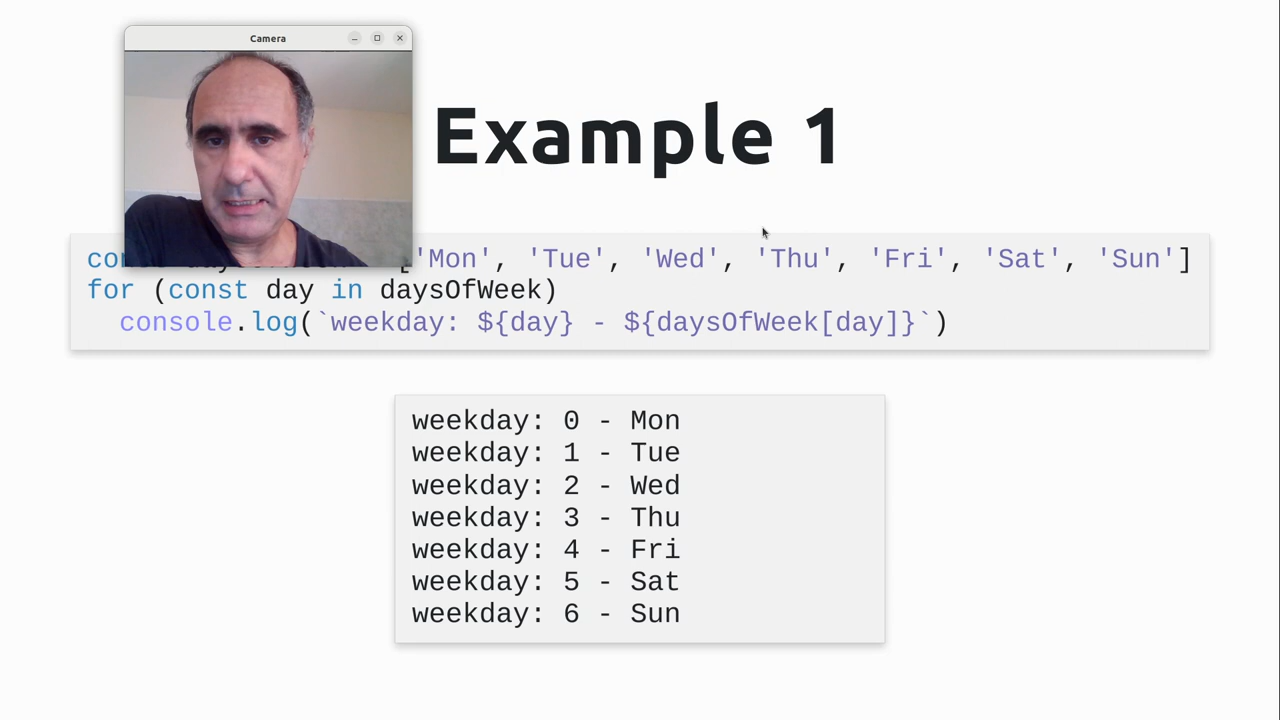 Camera
Example 1
['Mon', 'Tue', 'Wed', 'Thu', 'Fri', 'Sat', 'Sun']
for (const day in daysOfWeek)
  console.log(`weekday: ${day} - ${daysOfWeek[day]}`)
weekday: 0 - Mon
weekday: 1 - Tue
weekday: 2 - Wed
weekday: 3 - Thu
weekday: 4 - Fri
weekday: 5 - Sat
weekday: 6 - Sun